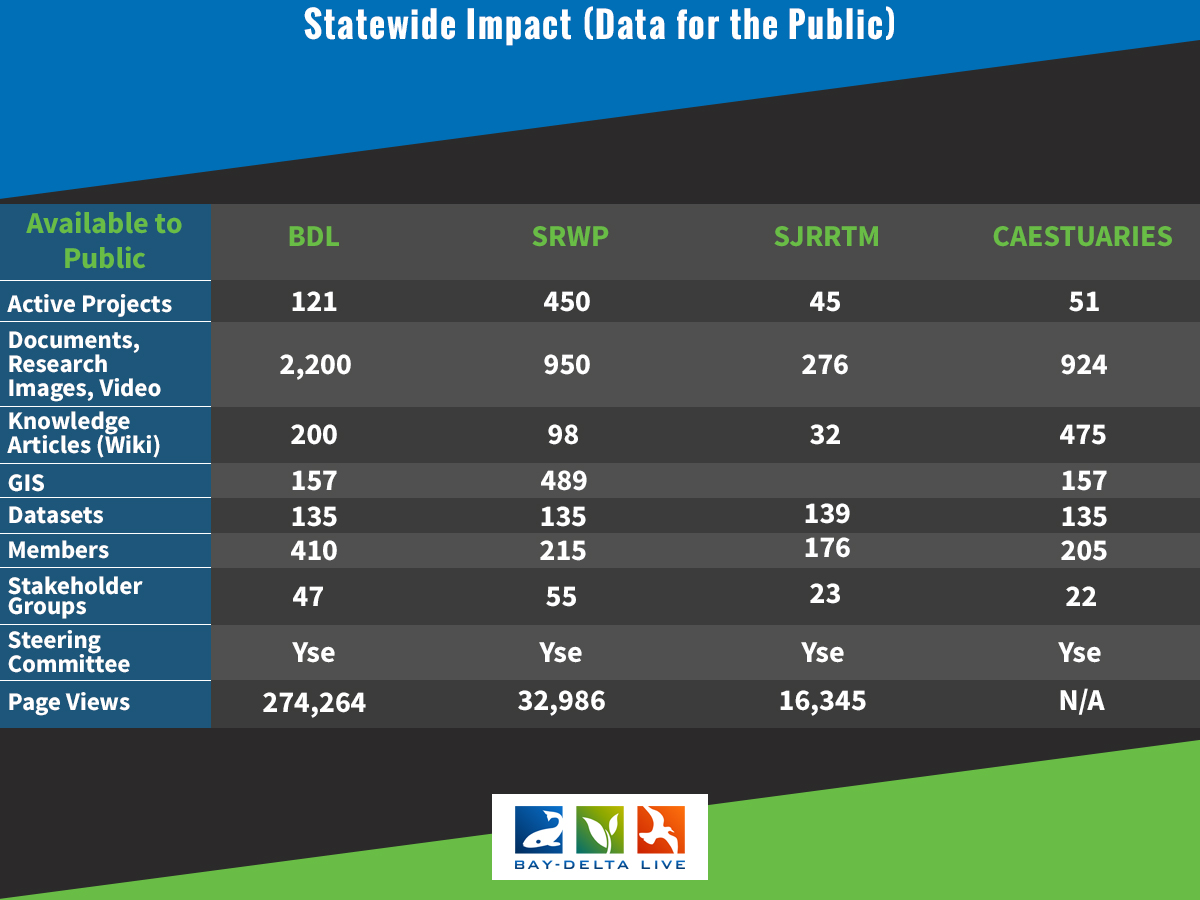 Statewide Impact (Data for the Public)
Available to
Public
BDL SRWP SJRRTM CAESTUARIES
Active Projects 121 450 45 51
Documents,
Research
Images, Video
2,200 950 276 924
Knowledge
Articles (Wiki)
200 98 32 475
GIS 157 489 157
Datasets 135 135 139 135
Members 410 215 176 205
Stakeholder
Groups
47 55 23 22
Steering
Committee
Yse Yse Yse Yse
Page Views 274,264 32,986 16,345 N/A
BAY-DELTA LIVE